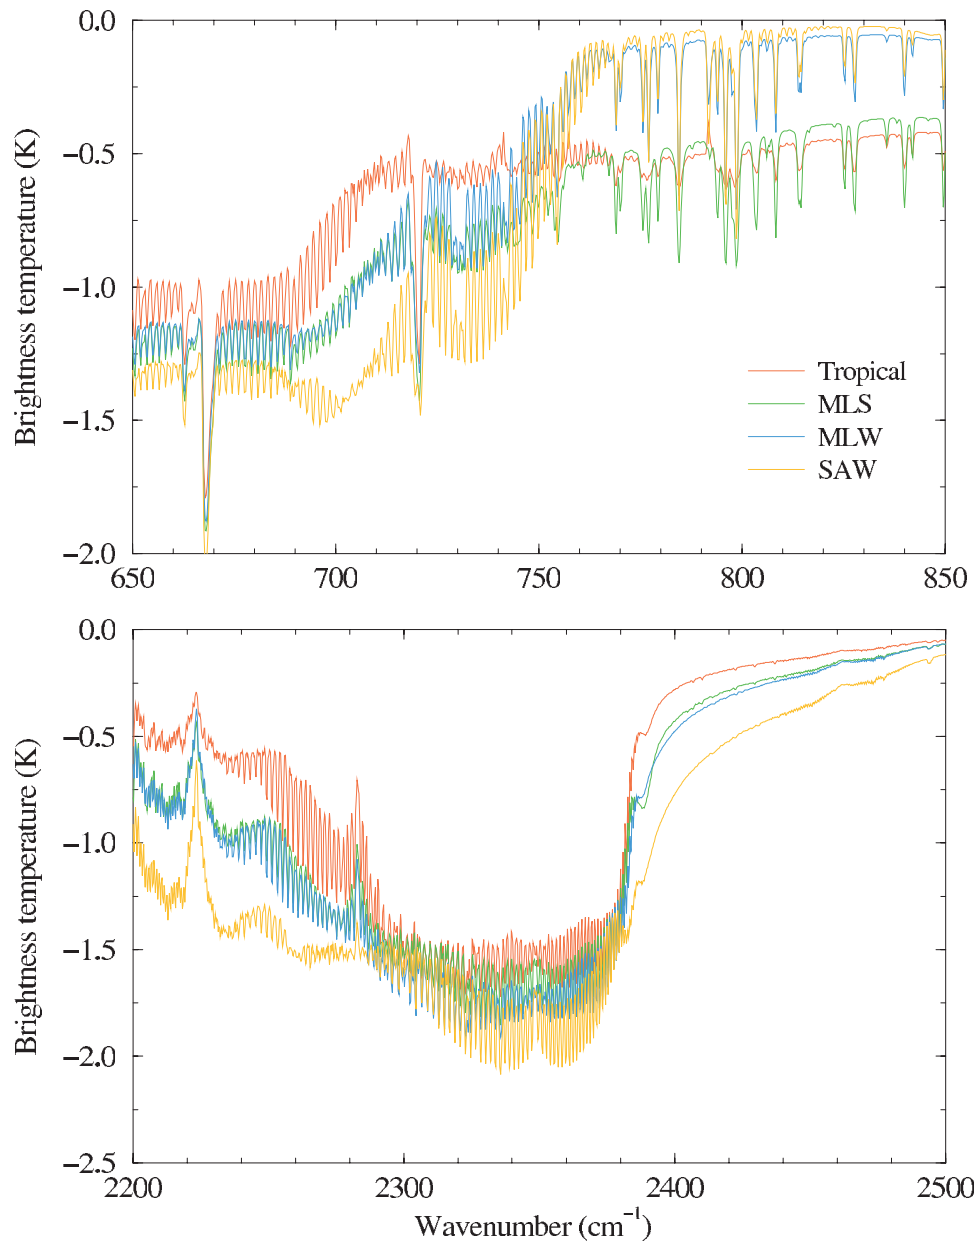 0.0
−0.5
−1.0
−1.5
−2.0
Brightness temperature (K)
Tropical
MLS
MLW
SAW
650 700 750 800 850
0.0
−0.5
−1.0
−1.5
−2.0
−2.5
Brightness temperature (K)
2200 2300 2400 2500
Wavenumber (cm⁻¹)